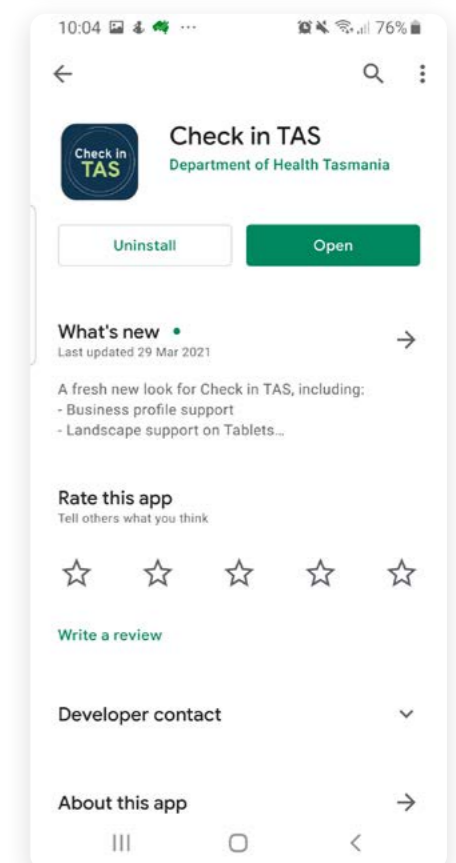 10:04 76%
Check in
TAS
Check in TAS
Department of Health Tasmania
Uninstall
Open
What's new
Last updated 29 Mar 2021
A fresh new look for Check in TAS, including:
- Business profile support
- Landscape support on Tablets...
Rate this app
Tell others what you think
Write a review
Developer contact
About this app